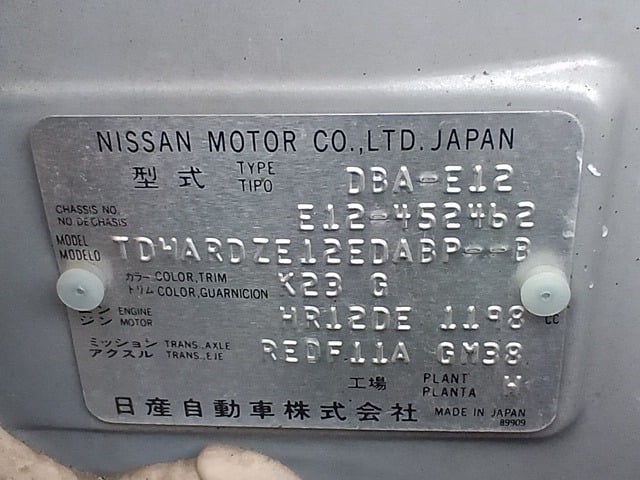 NISSAN MOTOR CO.,LTD. JAPAN
型式 TYPE TIPO DBA-E12
CHASSIS NO. NO. DE CHASIS E12-452462
MODEL MODELO TDYARDZE12EDABP--B
カラー COLOR,TRIM トリム COLOR,GUARNICION K23 G
ジン ENGINE MOTOR HR12DE 1198 CC
ミッション TRANS.,AXLE アクスル TRANS.,EJE RE0F11A GM38
工場 PLANT PLANTA
日産自動車株式会社 MADE IN JAPAN
89909